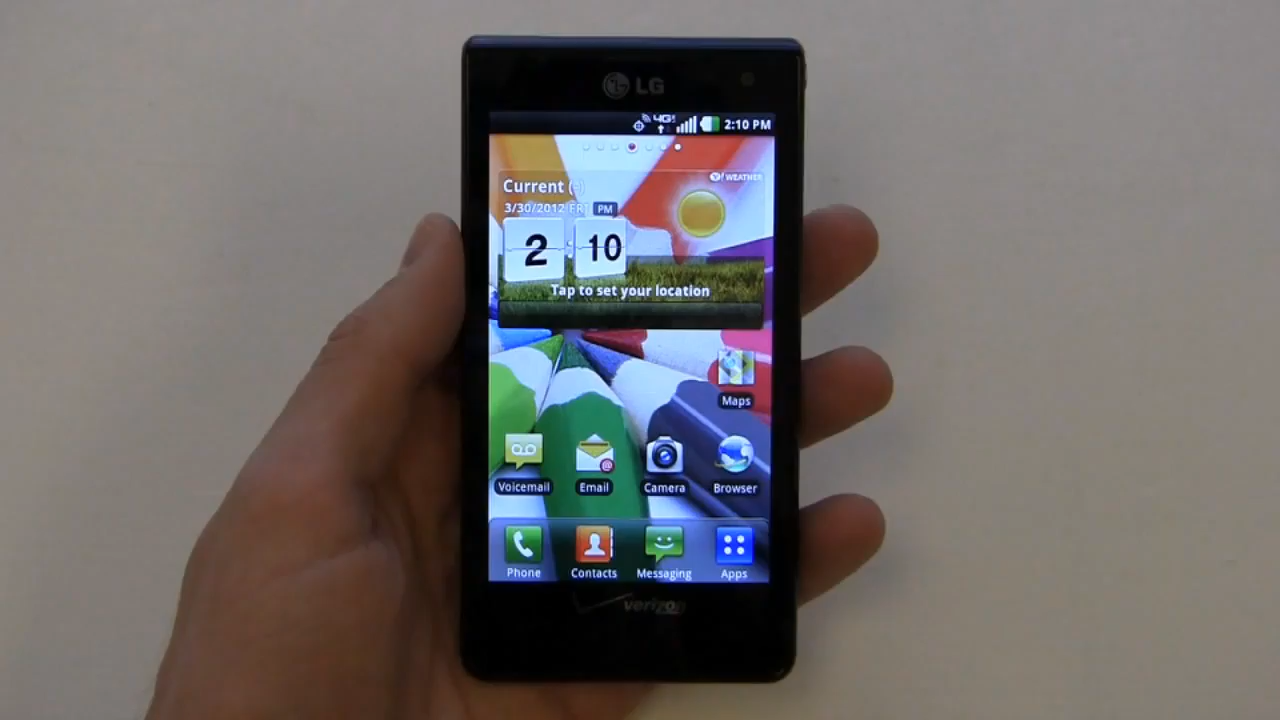 LG
4G 2:10 PM
Y! WEATHER
Current (-)
3/30/2012 FRI PM
2 10
Tap to set your location
Maps
Voicemail Email Camera Browser
Phone Contacts Messaging Apps
verizon